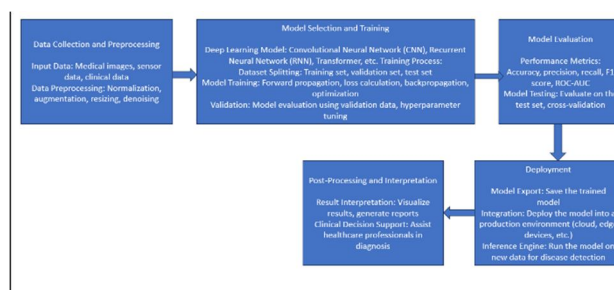 Data Collection and Preprocessing
Input Data: Medical images, sensor
data, clinical data
Data Preprocessing: Normalization,
augmentation, resizing, denoising
Model Selection and Training
Deep Learning Model: Convolutional Neural Network (CNN), Recurrent
Neural Network (RNN), Transformer, etc. Training Process:
Dataset Splitting: Training set, validation set, test set
Model Training: Forward propagation, loss calculation, backpropagation,
optimization
Validation: Model evaluation using validation data, hyperparameter
tuning
Model Evaluation
Performance Metrics:
Accuracy, precision, recall, F1
score, ROC-AUC
Model Testing: Evaluate on the
test set, cross-validation
Deployment
Model Export: Save the trained
model
Integration: Deploy the model into a
production environment (cloud, edge
devices, etc.)
Inference Engine: Run the model on
new data for disease detection
Post-Processing and Interpretation
Result Interpretation: Visualize
results, generate reports
Clinical Decision Support: Assist
healthcare professionals in
diagnosis